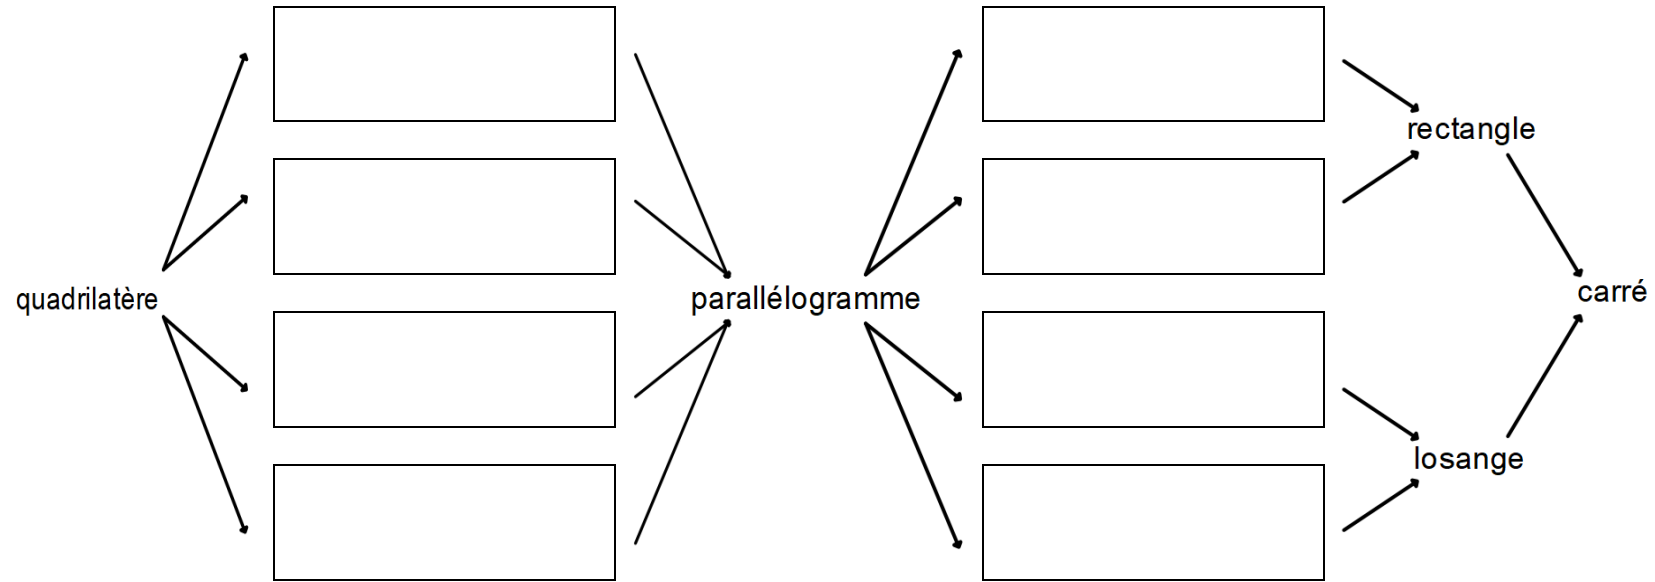 quadrilatère
parallélogramme
rectangle
losange
carré